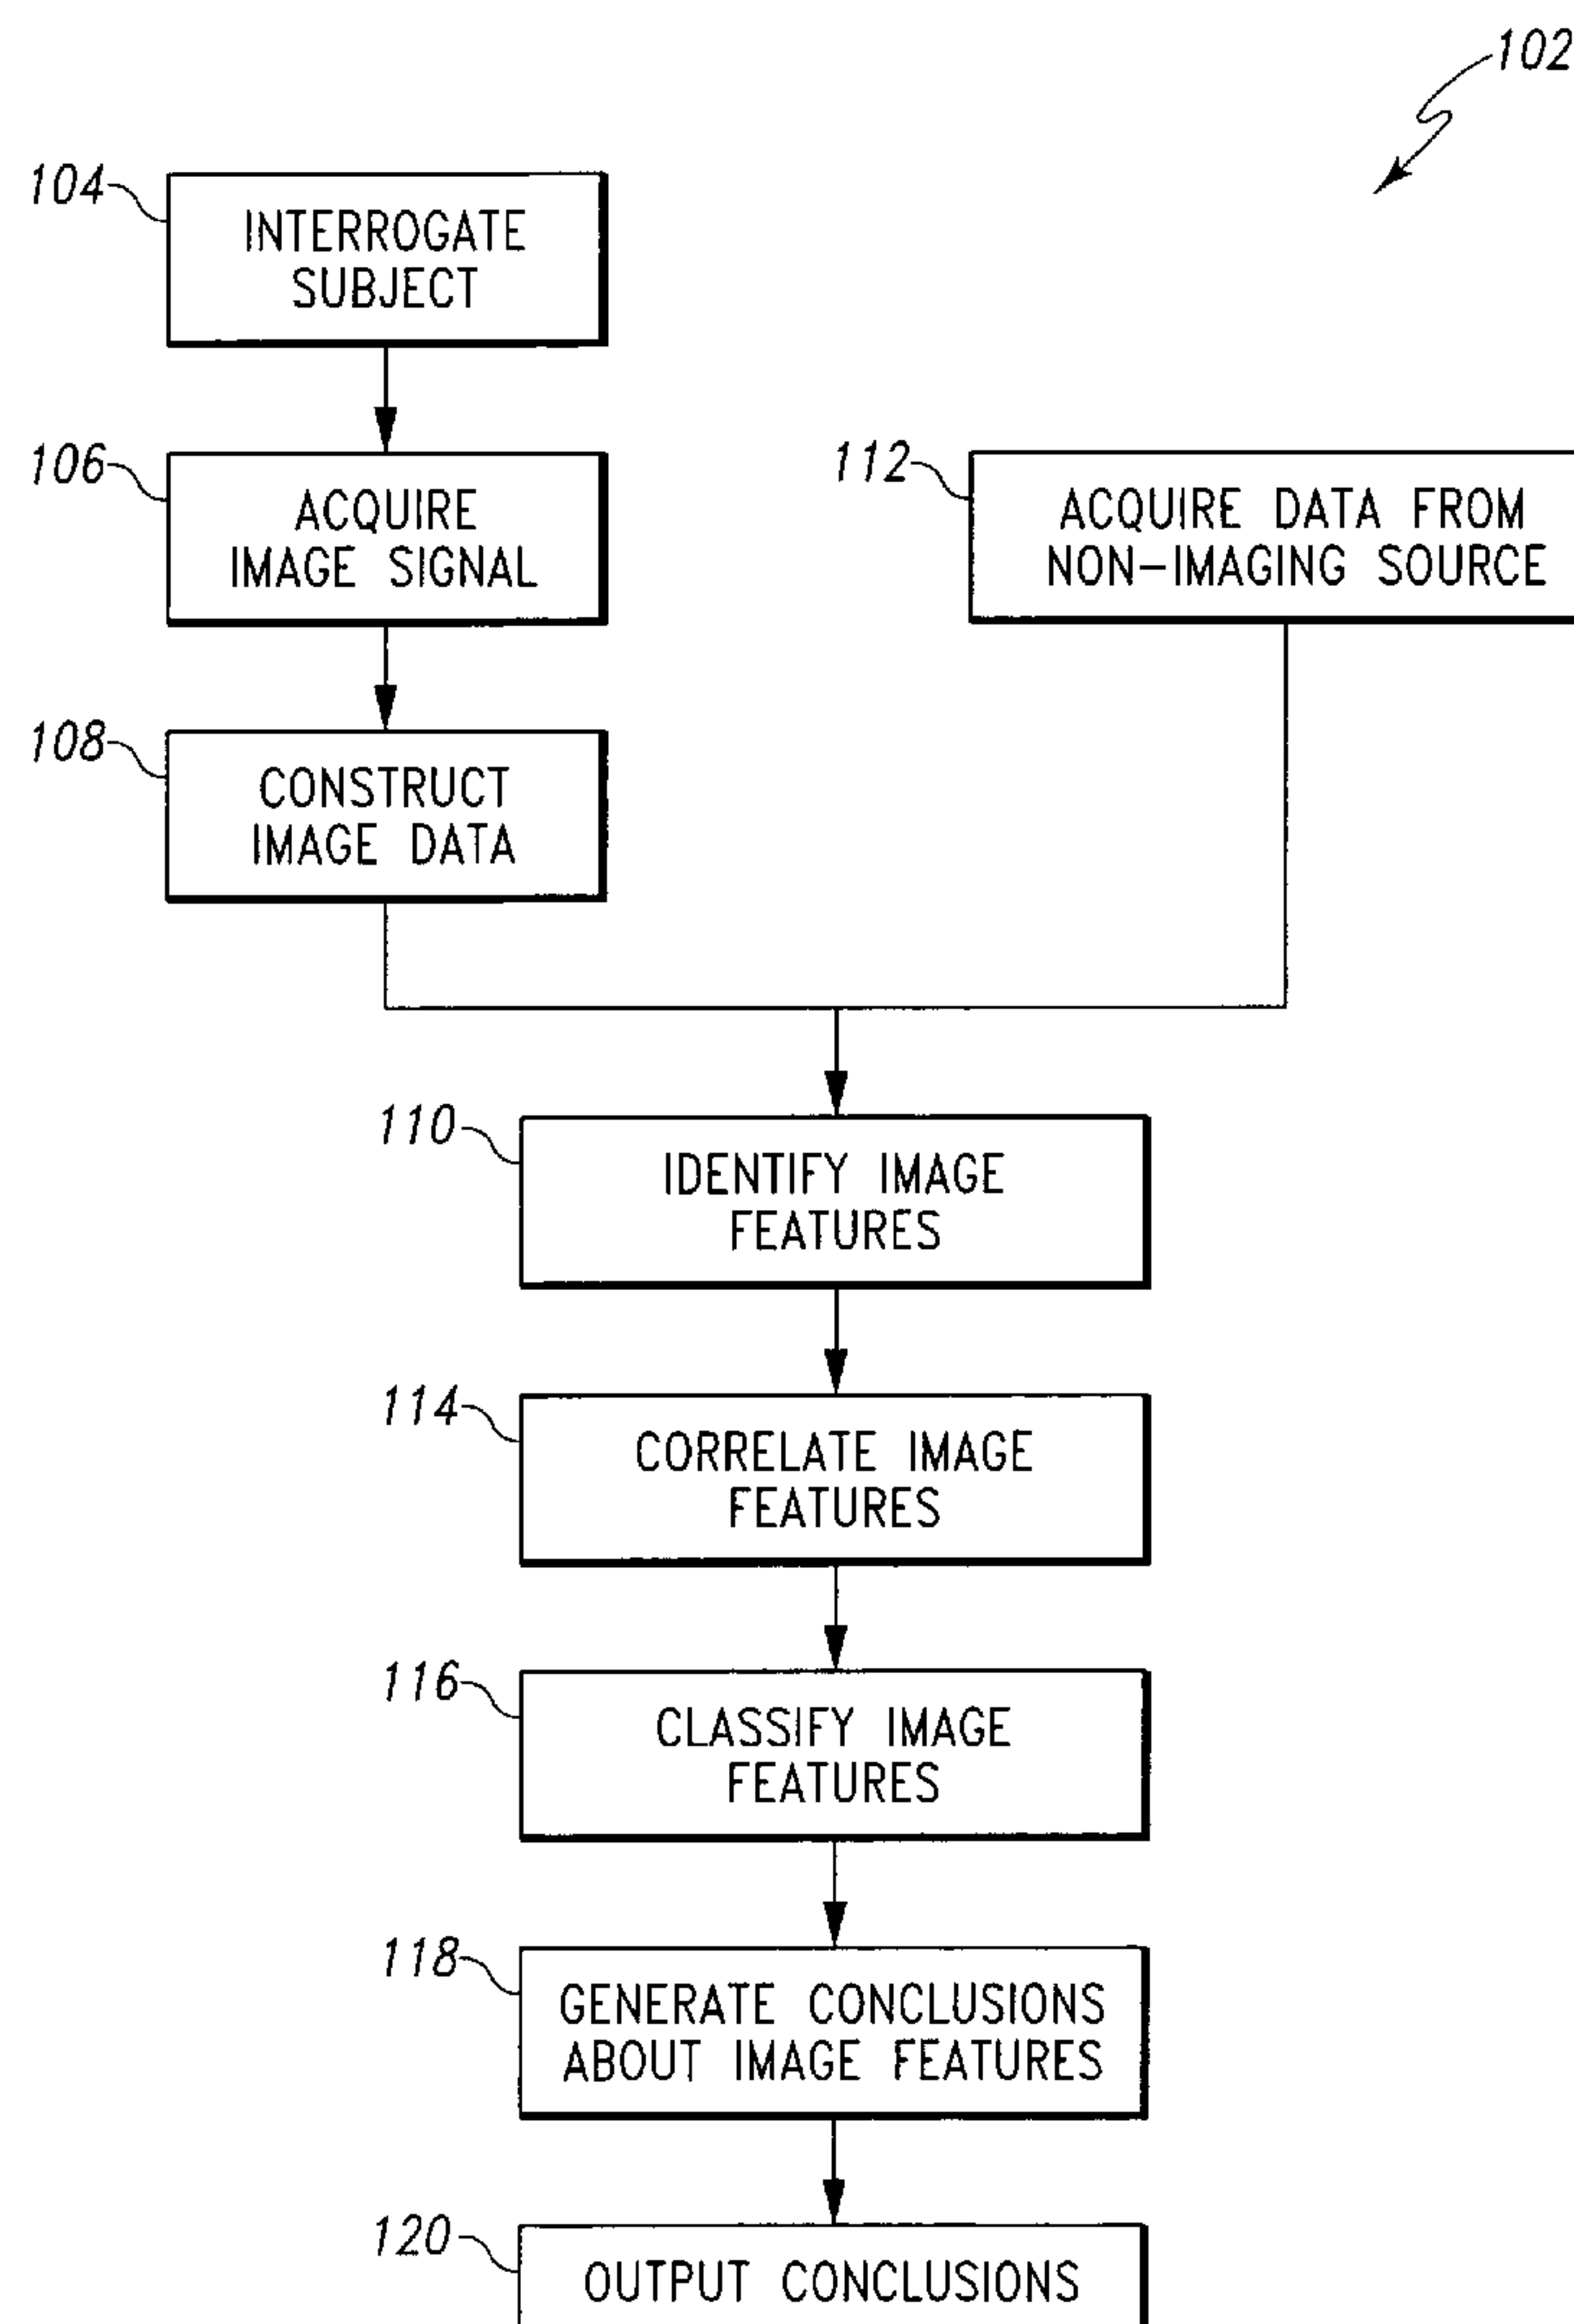 102
104
INTERROGATE
SUBJECT
106
ACQUIRE
IMAGE SIGNAL
112
ACQUIRE DATA FROM
NON-IMAGING SOURCE
108
CONSTRUCT
IMAGE DATA
110
IDENTIFY IMAGE
FEATURES
114
CORRELATE IMAGE
FEATURES
116
CLASSIFY IMAGE
FEATURES
118
GENERATE CONCLUSIONS
ABOUT IMAGE FEATURES
120
OUTPUT CONCLUSIONS